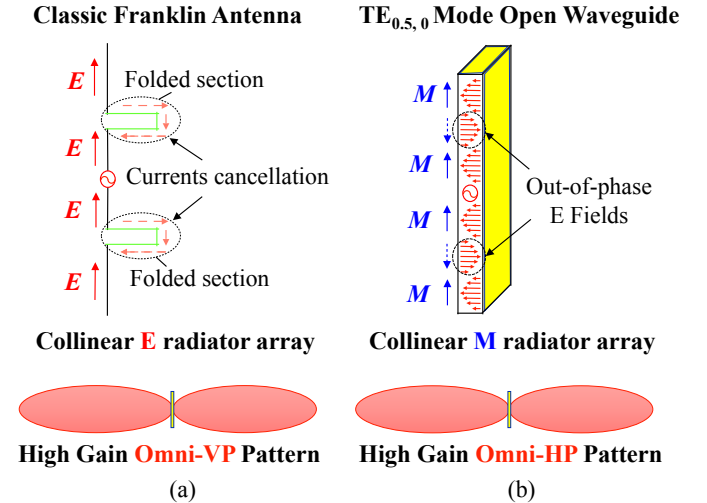 Classic Franklin Antenna
E
Folded section
E
Currents cancellation
E
E
Folded section
Collinear E radiator array
High Gain Omni-VP Pattern
(a)
TE0.5, 0 Mode Open Waveguide
M
M
Out-of-phase
E Fields
M
M
Collinear M radiator array
High Gain Omni-HP Pattern
(b)